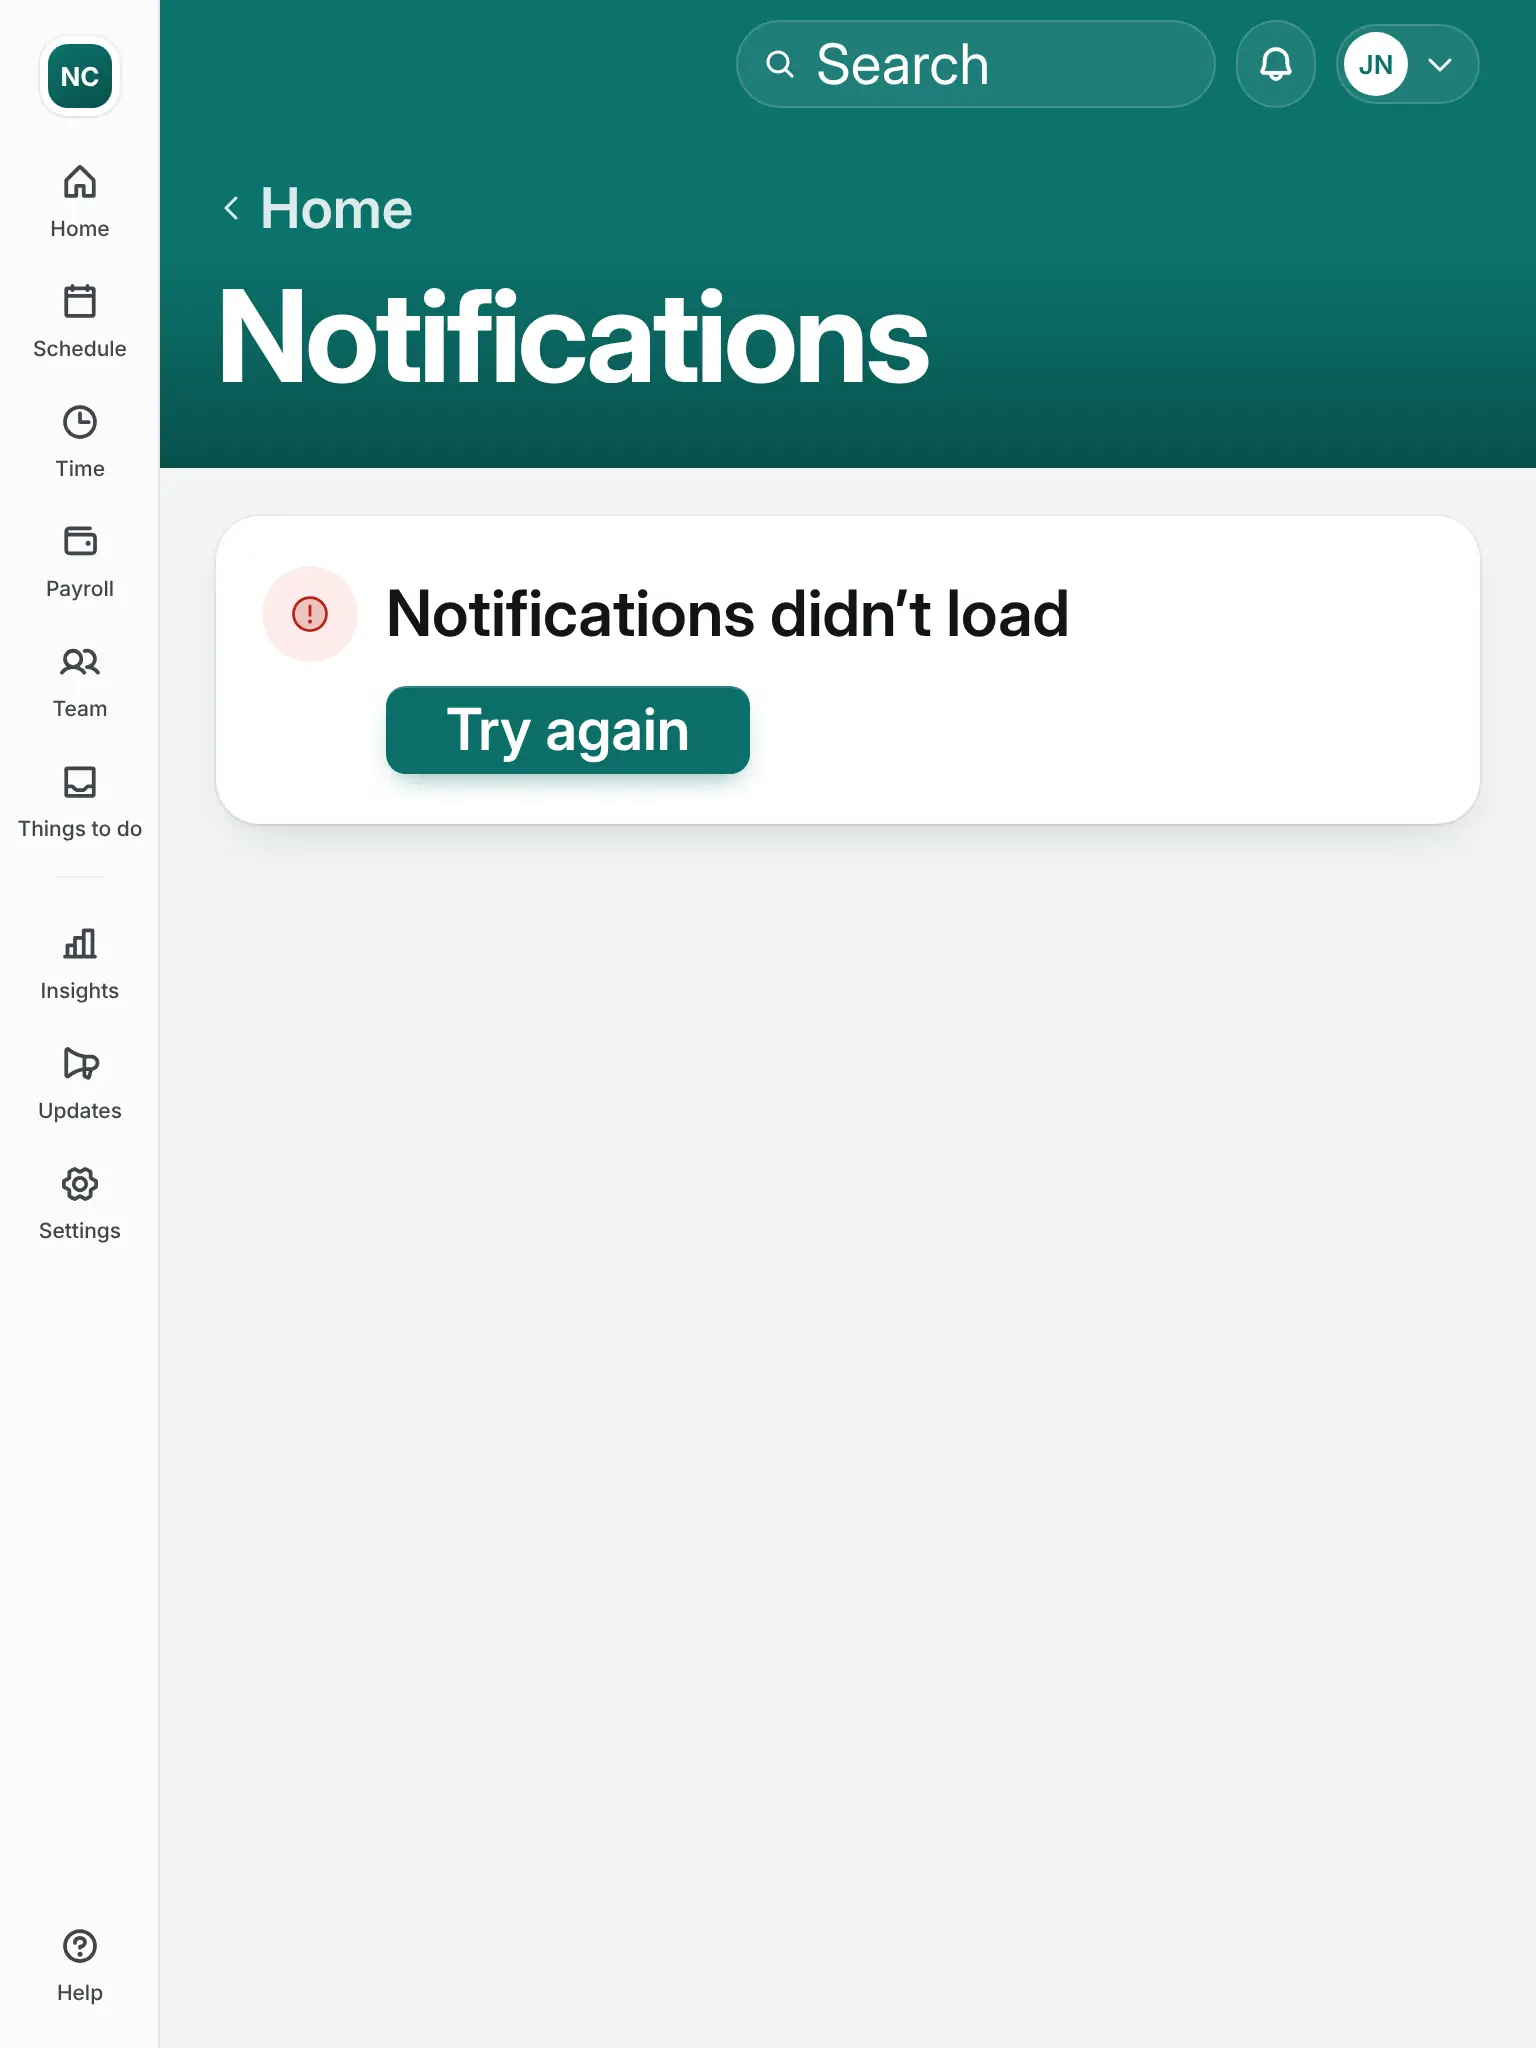 NC
Home
Schedule
Time
Payroll
Team
Things to do
Insights
Updates
Settings
Help
Search
JN
Home
Notifications
Notifications didn’t load
Try again